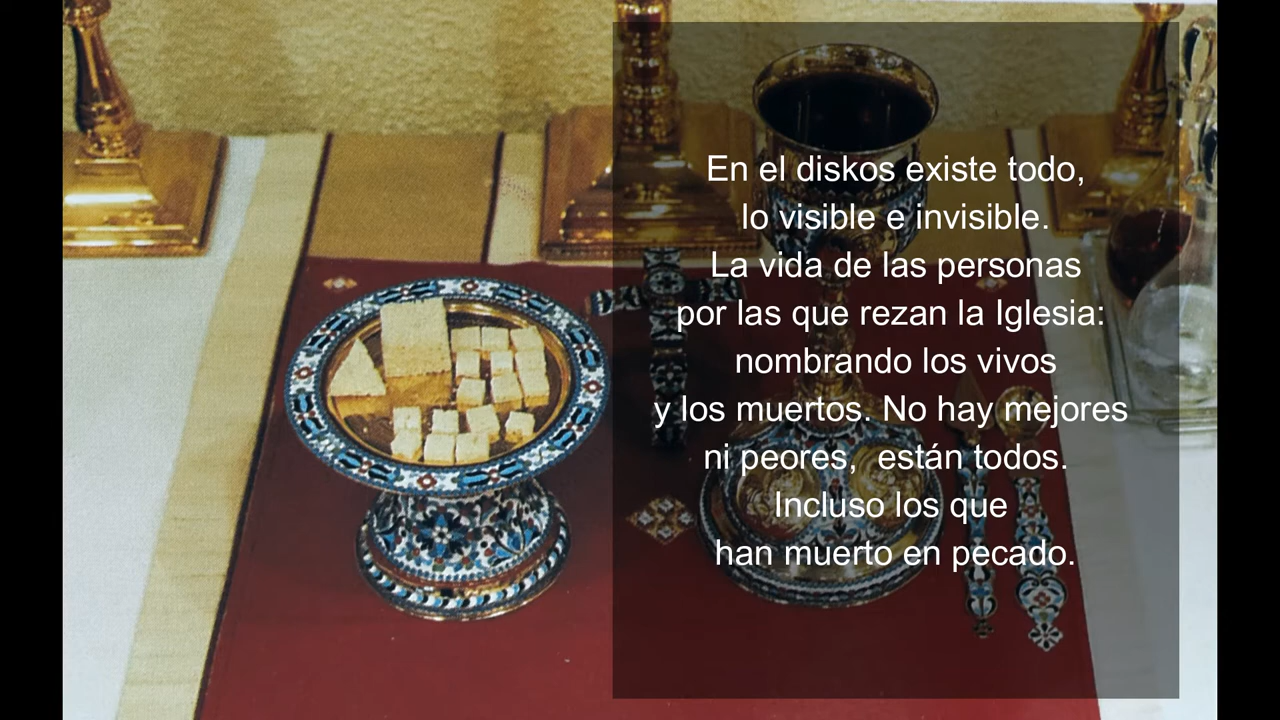 En el diskos existe todo,
lo visible e invisible.
La vida de las personas
por las que rezan la Iglesia:
nombrando los vivos
y los muertos. No hay mejores
ni peores,  están todos.
Incluso los que
han muerto en pecado.